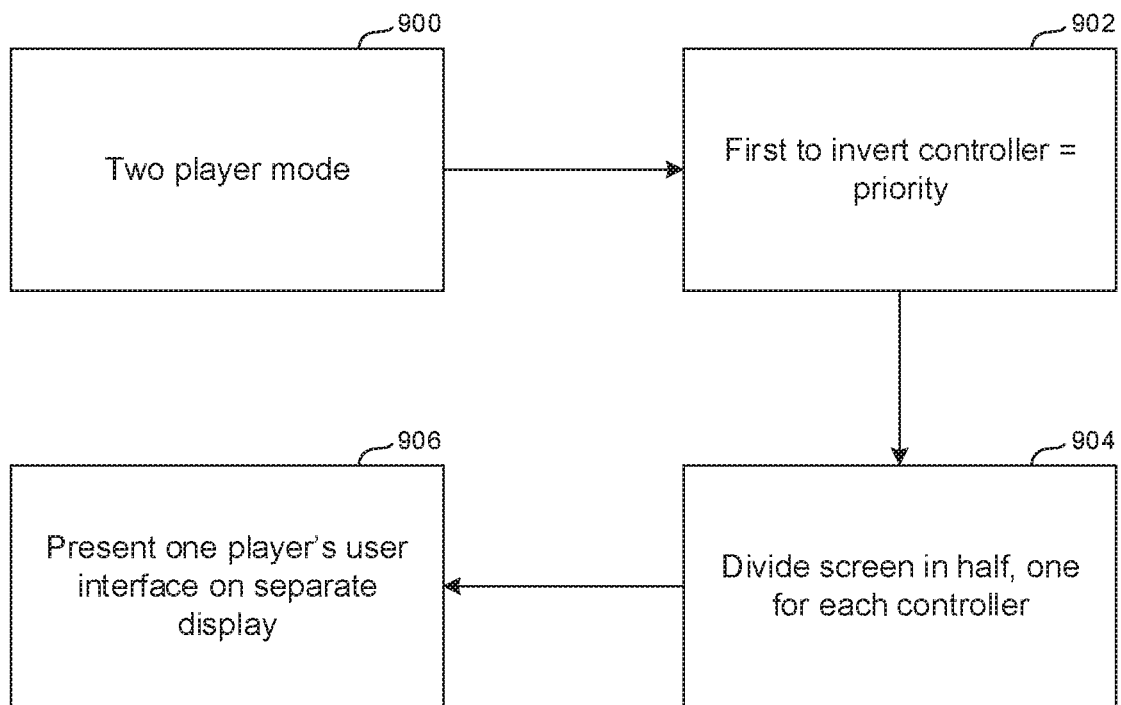 900
Two player mode
902
First to invert controller =
priority
904
Divide screen in half, one
for each controller
906
Present one player's user
interface on separate
display